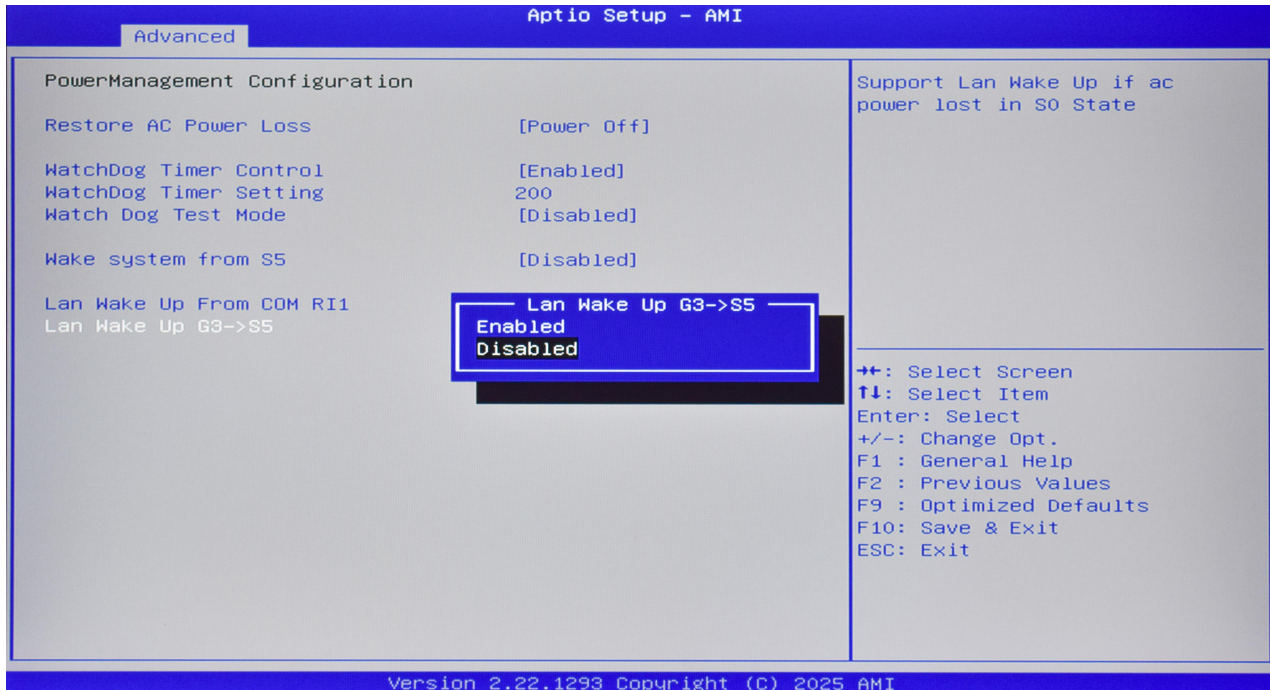 Aptio Setup – AMI
Advanced
PowerManagement Configuration
Restore AC Power Loss [Power Off]
WatchDog Timer Control [Enabled]
WatchDog Timer Setting 200
Watch Dog Test Mode [Disabled]
Wake system from S5 [Disabled]
Lan Wake Up From COM RI1
Lan Wake Up G3->S5
Lan Wake Up G3->S5
Enabled
Disabled
Support Lan Wake Up if ac
power lost in S0 State
→←: Select Screen
↑↓: Select Item
Enter: Select
+/-: Change Opt.
F1 : General Help
F2 : Previous Values
F9 : Optimized Defaults
F10: Save & Exit
ESC: Exit
Version 2.22.1293 Copyright (C) 2025 AMI